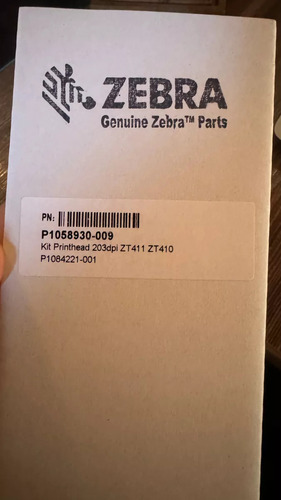 ZEBRA
Genuine Zebra™ Parts
PN:
P1058930-009
Kit Printhead 203dpi ZT411 ZT410
P1084221-001